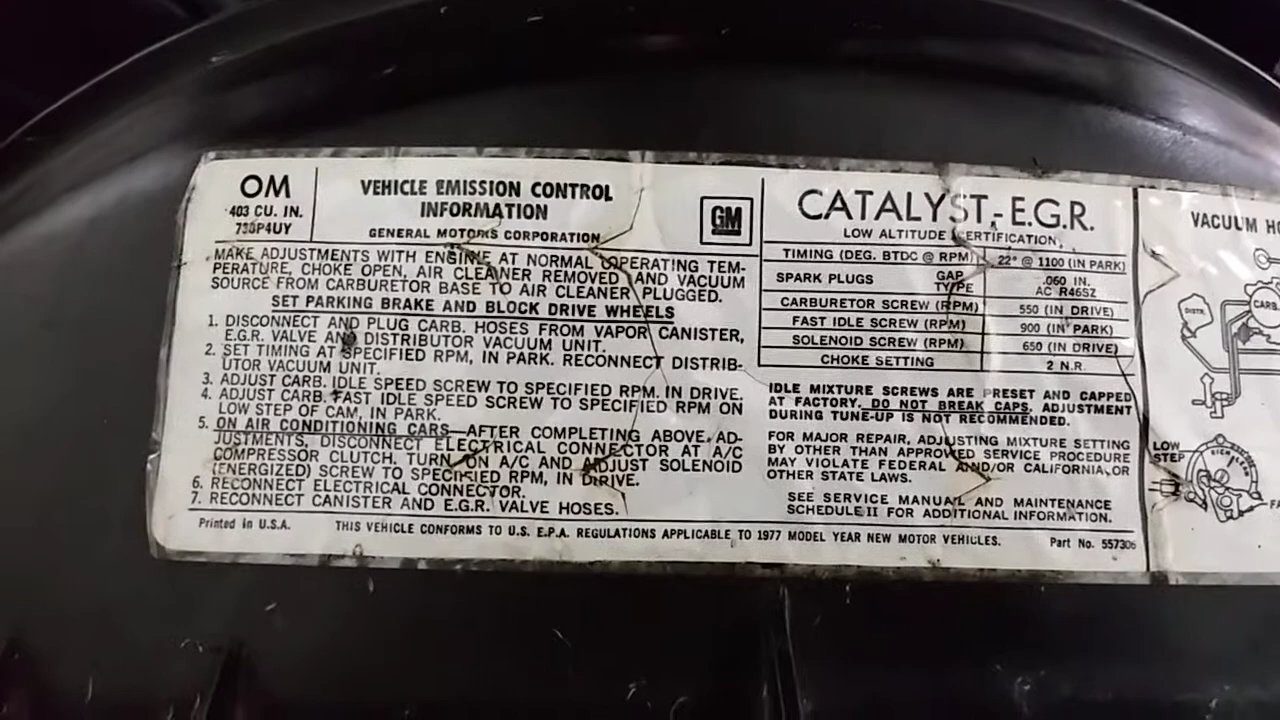 OM
403 CU. IN.
730P4UY
VEHICLE EMISSION CONTROL
INFORMATION
GENERAL MOTORS CORPORATION
GM
MAKE ADJUSTMENTS WITH ENGINE AT NORMAL OPERATING TEM-
PERATURE, CHOKE OPEN, AIR CLEANER REMOVED AND VACUUM
SOURCE FROM CARBURETOR BASE TO AIR CLEANER PLUGGED.
SET PARKING BRAKE AND BLOCK DRIVE WHEELS
1. DISCONNECT AND PLUG CARB. HOSES FROM VAPOR CANISTER,
E.G.R. VALVE AND DISTRIBUTOR VACUUM UNIT.
2. SET TIMING AT SPECIFIED RPM, IN PARK. RECONNECT DISTRIB-
UTOR VACUUM UNIT.
3. ADJUST CARB. IDLE SPEED SCREW TO SPECIFIED RPM. IN DRIVE.
4. ADJUST CARB. FAST IDLE SPEED SCREW TO SPECIFIED RPM ON
LOW STEP OF CAM, IN PARK.
5. ON AIR CONDITIONING CARS—AFTER COMPLETING ABOVE AD-
JUSTMENTS, DISCONNECT ELECTRICAL CONNECTOR AT A/C
COMPRESSOR CLUTCH. TURN ON A/C AND ADJUST SOLENOID
(ENERGIZED) SCREW TO SPECIFIED RPM, IN DRIVE.
6. RECONNECT ELECTRICAL CONNECTOR.
7. RECONNECT CANISTER AND E.G.R. VALVE HOSES.
CATALYST-E.G.R.
LOW ALTITUDE CERTIFICATION
TIMING (DEG. BTDC @ RPM) 22° @ 1100 (IN PARK)
SPARK PLUGS GAP .060 IN.
TYPE AC R46SZ
CARBURETOR SCREW (RPM) 550 (IN DRIVE)
FAST IDLE SCREW (RPM) 900 (IN PARK)
SOLENOID SCREW (RPM) 650 (IN DRIVE)
CHOKE SETTING 2 N.R.
IDLE MIXTURE SCREWS ARE PRESET AND CAPPED
AT FACTORY. DO NOT BREAK CAPS. ADJUSTMENT
DURING TUNE-UP IS NOT RECOMMENDED.
FOR MAJOR REPAIR, ADJUSTING MIXTURE SETTING
BY OTHER THAN APPROVED SERVICE PROCEDURE
MAY VIOLATE FEDERAL AND/OR CALIFORNIA OR
OTHER STATE LAWS.
SEE SERVICE MANUAL AND MAINTENANCE
SCHEDULE II FOR ADDITIONAL INFORMATION.
Printed in U.S.A. THIS VEHICLE CONFORMS TO U.S. E.P.A. REGULATIONS APPLICABLE TO 1977 MODEL YEAR NEW MOTOR VEHICLES. Part No. 557306
VACUUM
DISTR.
CARB.
LOW
STEP